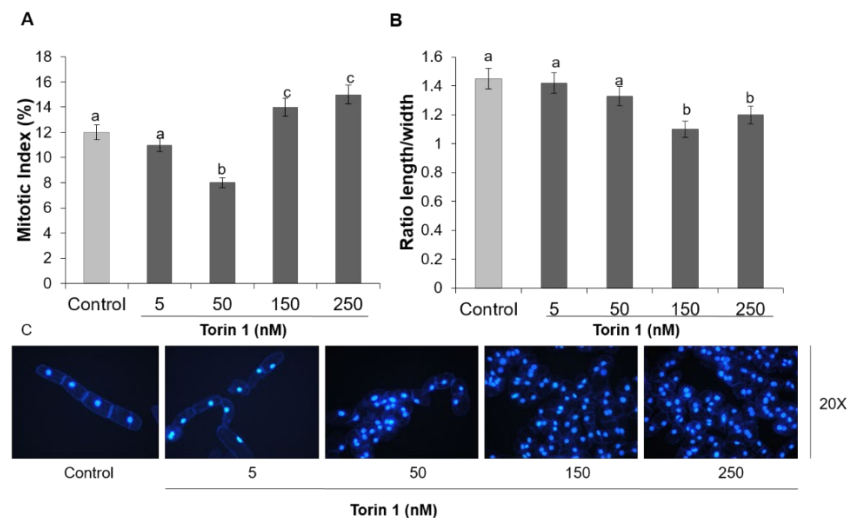 A
Mitotic Index (%)
18
16
14
12
10
8
6
4
2
0
a
a
b
c
c
Control
5
50
150
250
Torin 1 (nM)
B
Ratio length/width
1.6
1.4
1.2
1
0.8
0.6
0.4
0.2
0
a
a
a
b
b
Control
5
50
150
250
Torin 1 (nM)
C
20X
Control
5
50
150
250
Torin 1 (nM)